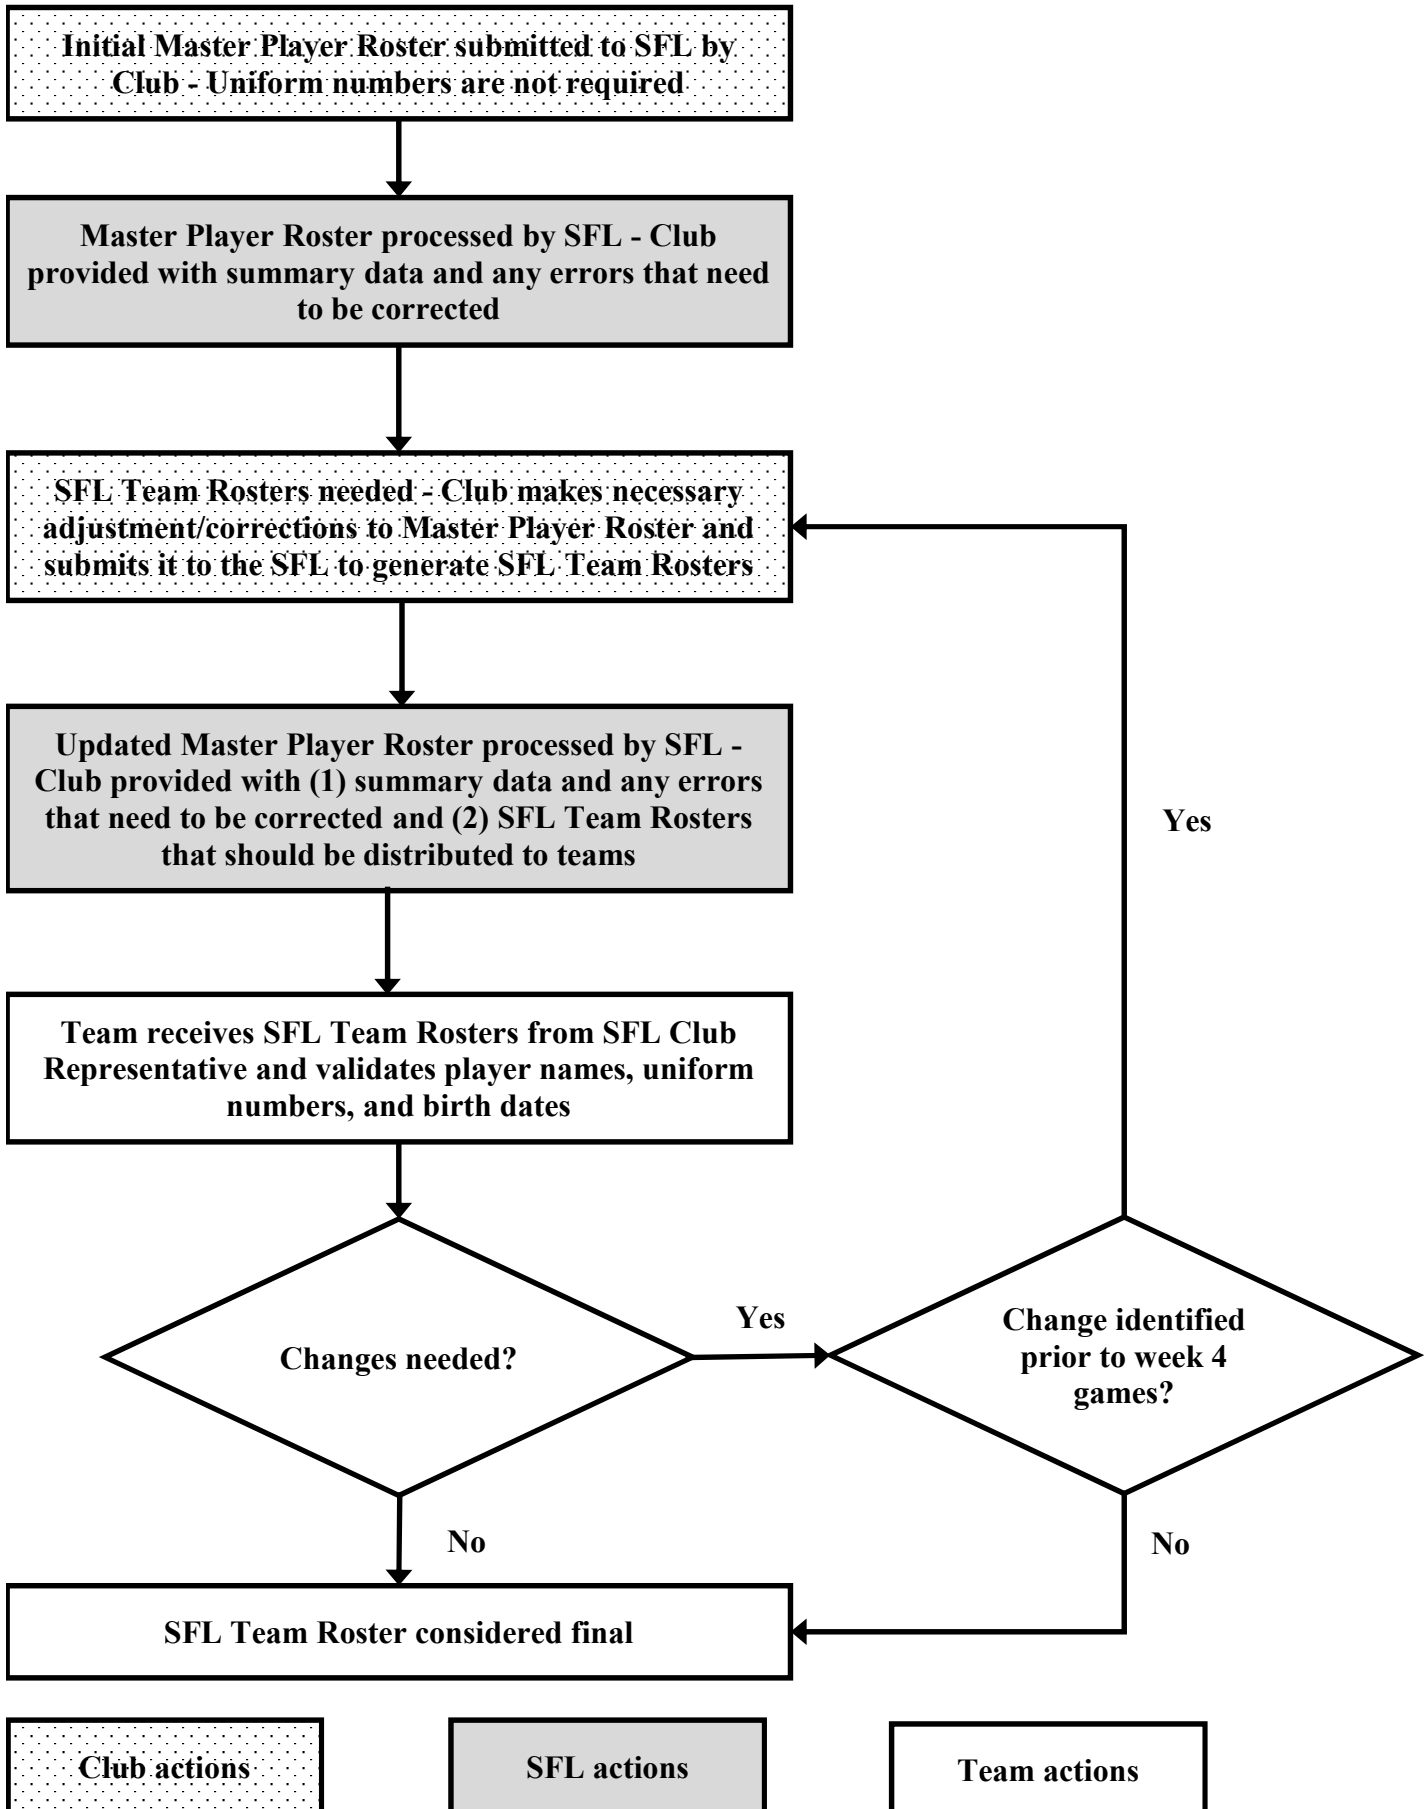 Initial Master Player Roster submitted to SFL by
Club - Uniform numbers are not required
Master Player Roster processed by SFL - Club
provided with summary data and any errors that need
to be corrected
SFL Team Rosters needed - Club makes necessary
adjustment/corrections to Master Player Roster and
submits it to the SFL to generate SFL Team Rosters
Updated Master Player Roster processed by SFL -
Club provided with (1) summary data and any errors
that need to be corrected and (2) SFL Team Rosters
that should be distributed to teams
Yes
Team receives SFL Team Rosters from SFL Club
Representative and validates player names, uniform
numbers, and birth dates
Changes needed?
Yes
Change identified
prior to week 4
games?
No
No
SFL Team Roster considered final
Club actions
SFL actions
Team actions